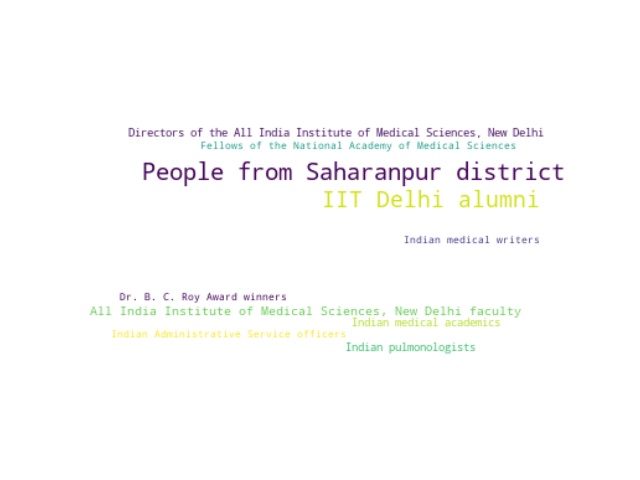 Directors of the All India Institute of Medical Sciences, New Delhi
Fellows of the National Academy of Medical Sciences
People from Saharanpur district
IIT Delhi alumni
Indian medical writers
Dr. B. C. Roy Award winners
All India Institute of Medical Sciences, New Delhi faculty
Indian medical academics
Indian Administrative Service officers
Indian pulmonologists